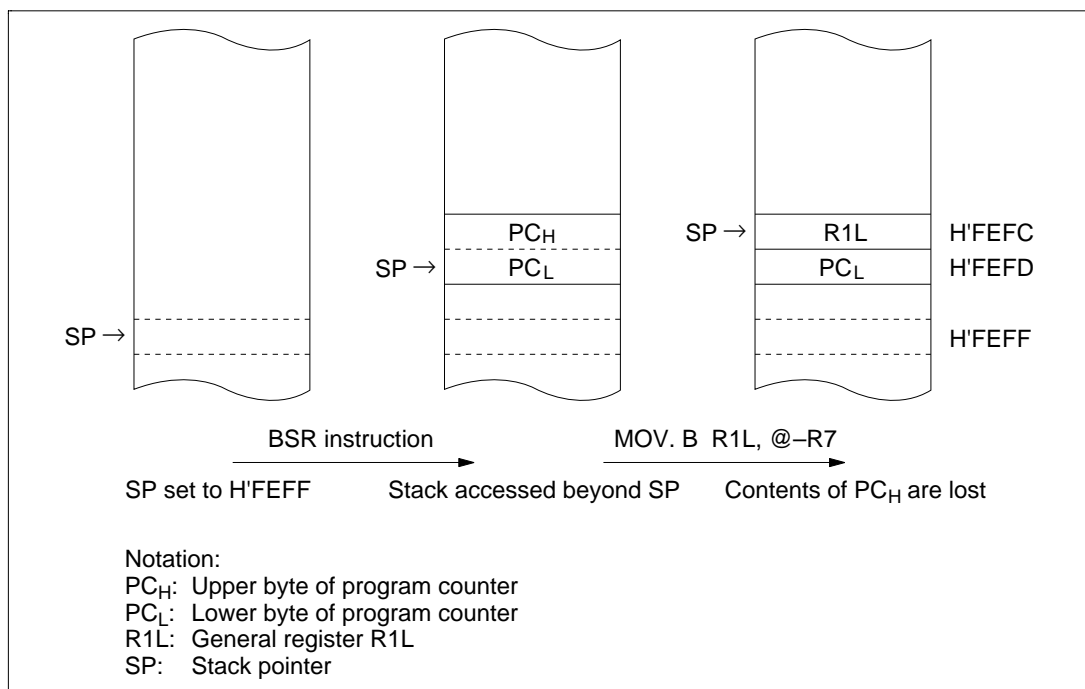 PCH
SP → R1L H'FEFC
SP → PCL PCL H'FEFD
SP → H'FEFF
BSR instruction MOV. B R1L, @–R7
SP set to H'FEFF Stack accessed beyond SP Contents of PCH are lost
Notation:
PCH: Upper byte of program counter
PCL: Lower byte of program counter
R1L: General register R1L
SP: Stack pointer